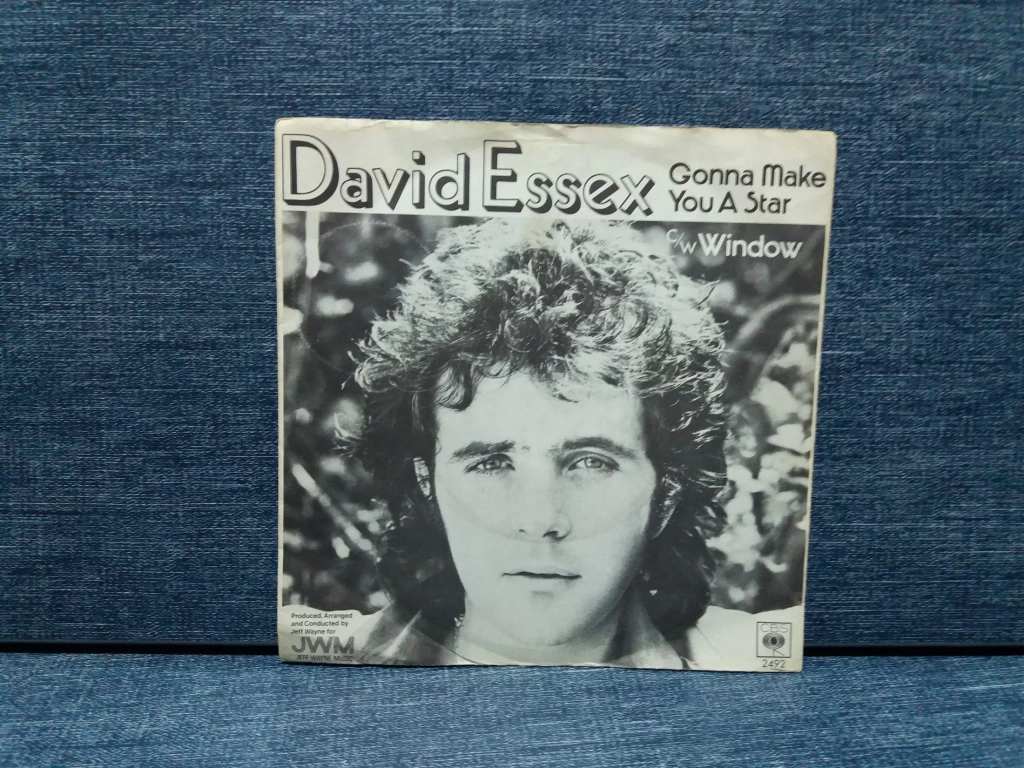 David Essex
Gonna Make
You A Star
c/w Window
Produced, Arranged
and Conducted by
Jeff Wayne for
JWM
JEFF WAYNE MUSIC
CBS
2492